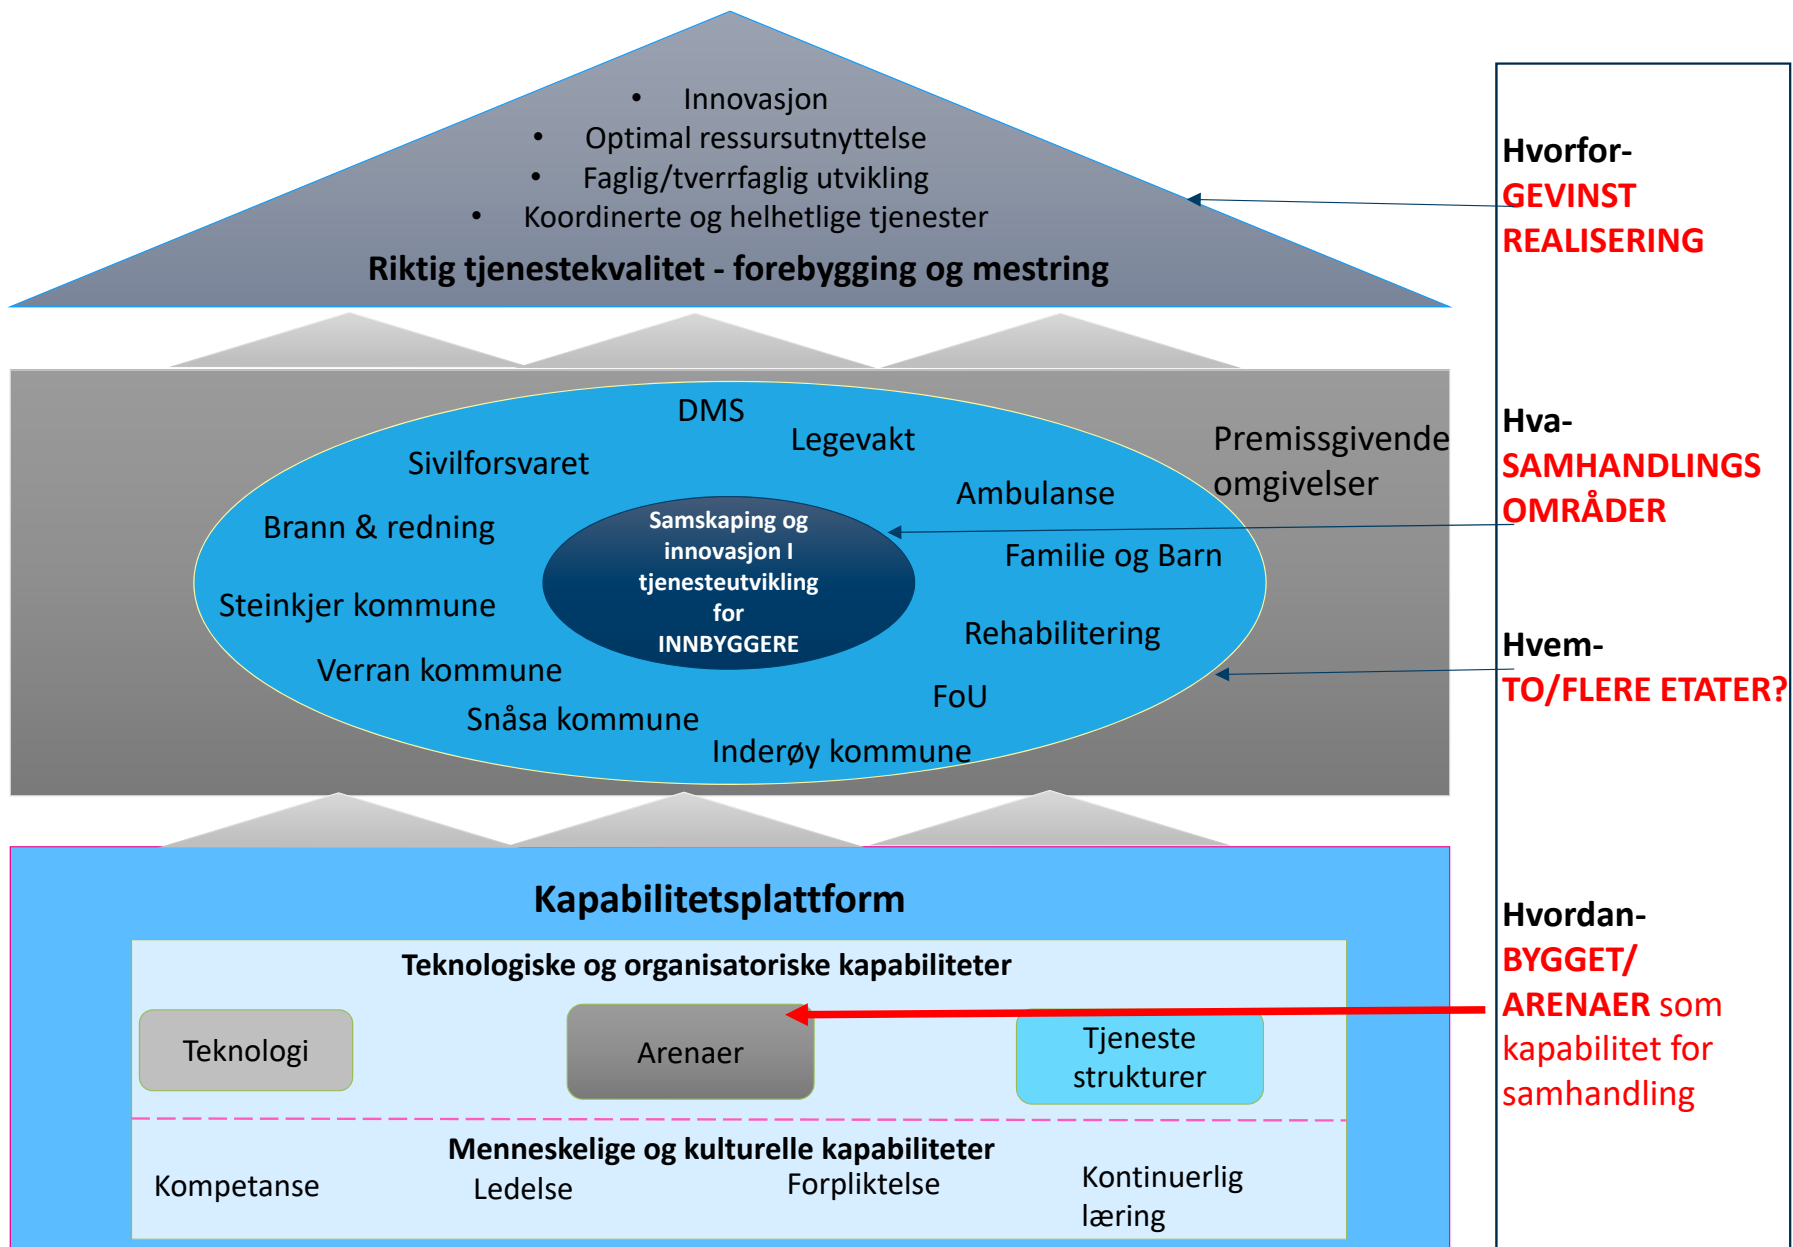 • Innovasjon
• Optimal ressursutnyttelse
• Faglig/tverrfaglig utvikling
• Koordinerte og helhetlige tjenester
Riktig tjenestekvalitet - forebygging og mestring
Hvorfor-
GEVINST
REALISERING
DMS
Legevakt
Sivilforsvaret
Ambulanse
Brann & redning
Familie og Barn
Steinkjer kommune
Rehabilitering
Verran kommune
FoU
Snåsa kommune
Inderøy kommune
Samskaping og
innovasjon I
tjenesteutvikling
for
INNBYGGERE
Premissgivende
omgivelser
Hva-
SAMHANDLINGS
OMRÅDER
Hvem-
TO/FLERE ETATER?
Kapabilitetsplattform
Teknologiske og organisatoriske kapabiliteter
Teknologi
Arenaer
Tjeneste
strukturer
Menneskelige og kulturelle kapabiliteter
Kompetanse
Ledelse
Forpliktelse
Kontinuerlig
læring
Hvordan-
BYGGET/
ARENAER som
kapabilitet for
samhandling